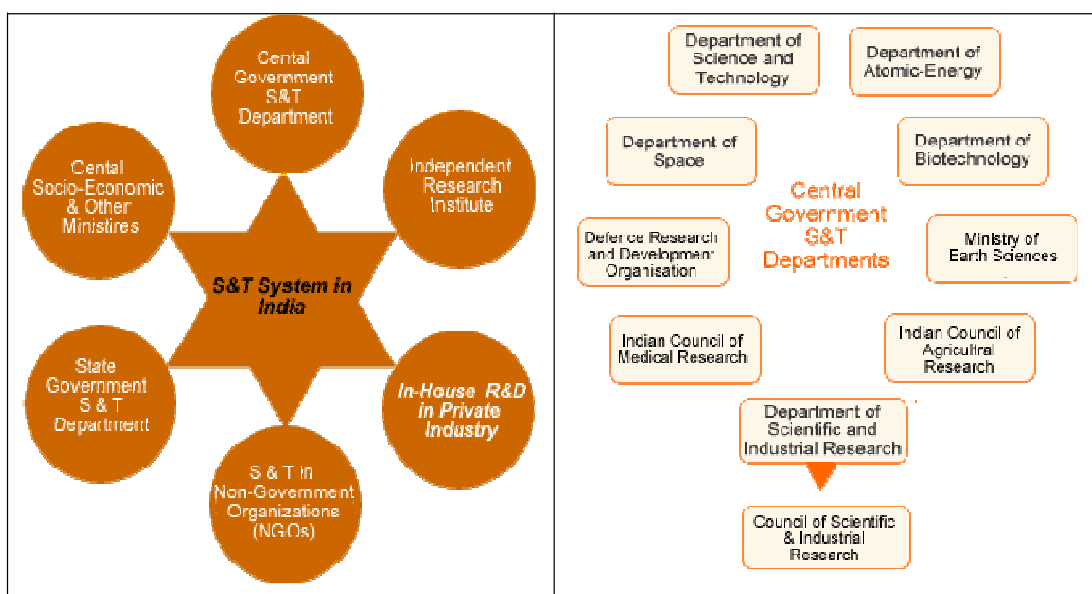 Cental
Government
S&T
Department
Independent
Research
Institute
In-House R&D
in Private
Industry
S & T in
Non-Government
Organizations
(NGOs)
State
Government
S & T
Department
Cental
Socio-Economic
& Other
Ministires
S&T System in
India
Department of
Science and
Technology
Department of
Atomic-Energy
Department of
Space
Department of
Biotechnology
Central
Government
S&T
Departments
Defence Research
and Development
Organisation
Ministry of
Earth Sciences
Indian Council of
Medical Research
Indian Council of
Agricultral
Research
Department of
Scientific and
Industrial Research
Council of Scientific
& Industrial
Research